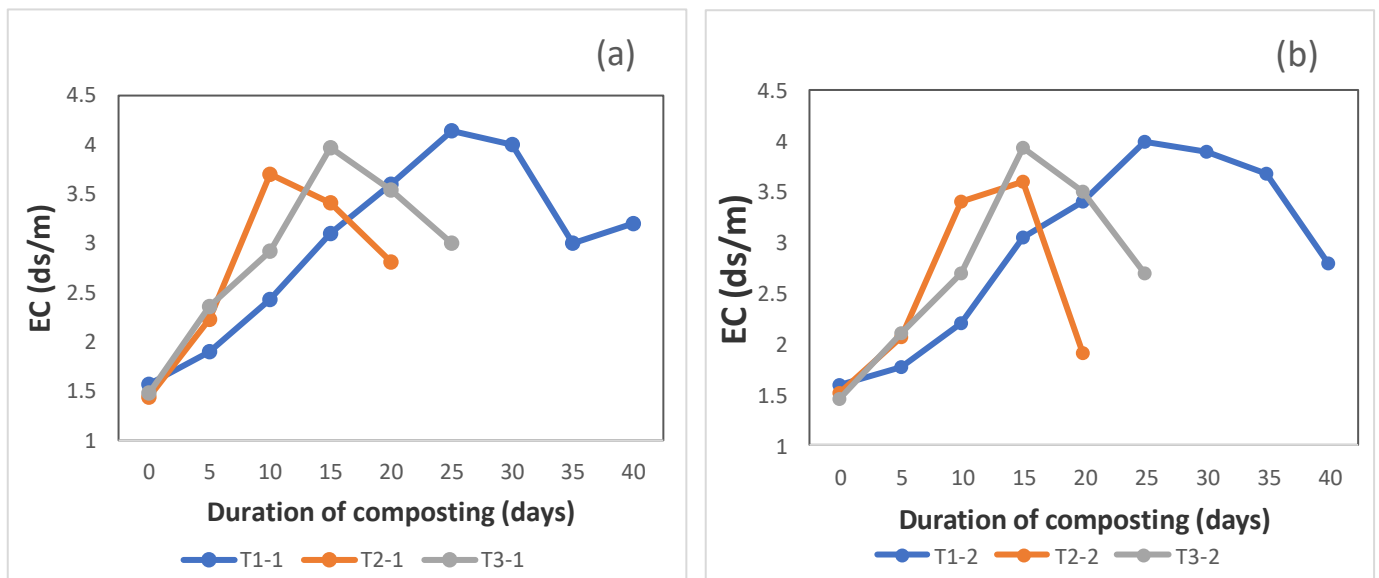 (a)
4.5
4
3.5
3
2.5
2
1.5
1
EC (ds/m)
0 5 10 15 20 25 30 35 40
Duration of composting (days)
T1-1 T2-1 T3-1
(b)
4.5
4
3.5
3
2.5
2
1.5
1
EC (ds/m)
0 5 10 15 20 25 30 35 40
Duration of composting (days)
T1-2 T2-2 T3-2